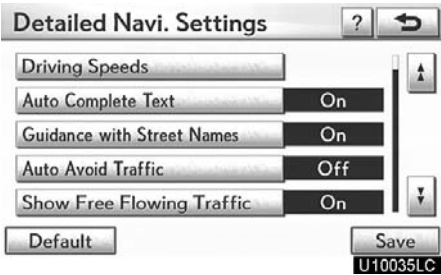 Detailed Navi. Settings ?
Driving Speeds
Auto Complete Text On
Guidance with Street Names On
Auto Avoid Traffic Off
Show Free Flowing Traffic On
Default Save
U10035LC